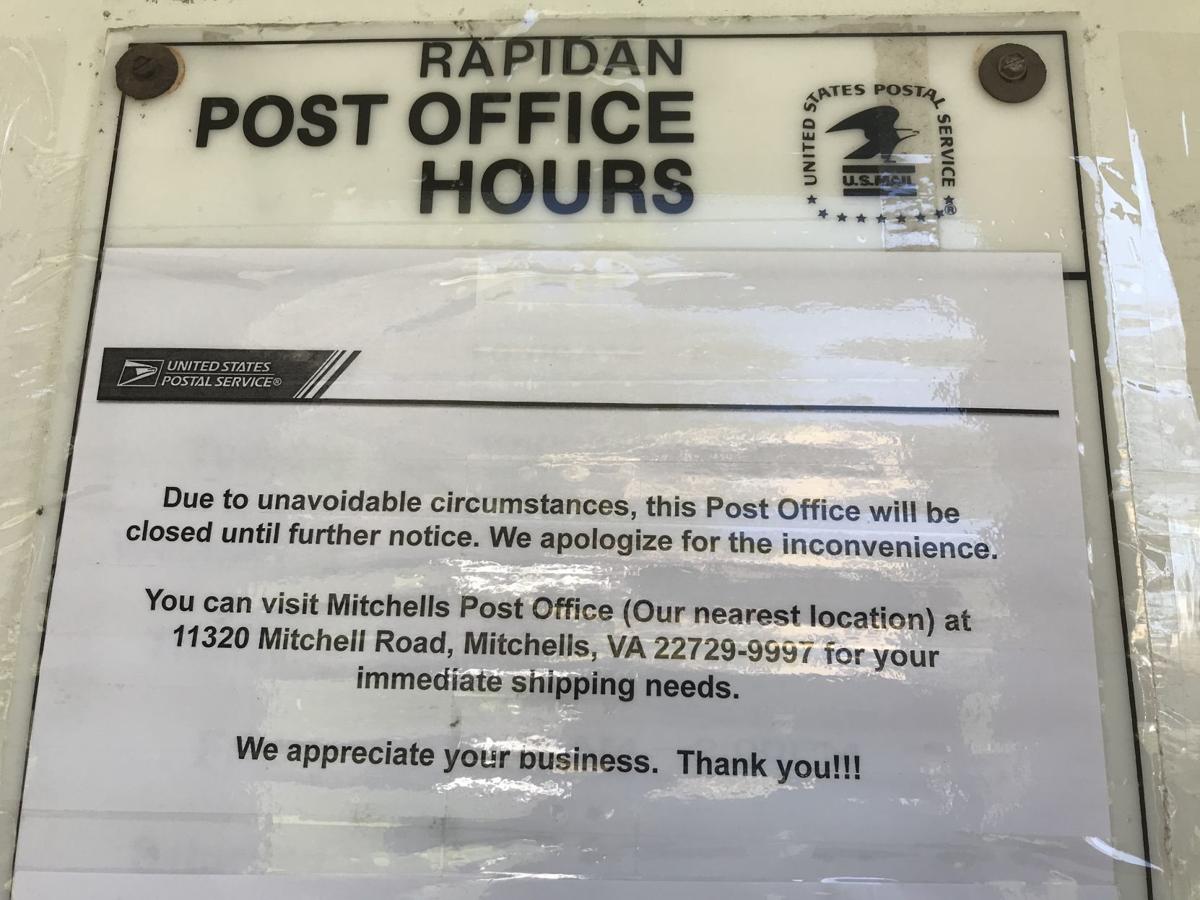 RAPIDAN
POST OFFICE
HOURS
UNITED STATES POSTAL SERVICE ®
U.S.MAIL
UNITED STATES
POSTAL SERVICE®
Due to unavoidable circumstances, this Post Office will be
closed until further notice. We apologize for the inconvenience.
You can visit Mitchells Post Office (Our nearest location) at
11320 Mitchell Road, Mitchells, VA 22729-9997 for your
immediate shipping needs.
We appreciate your business. Thank you!!!